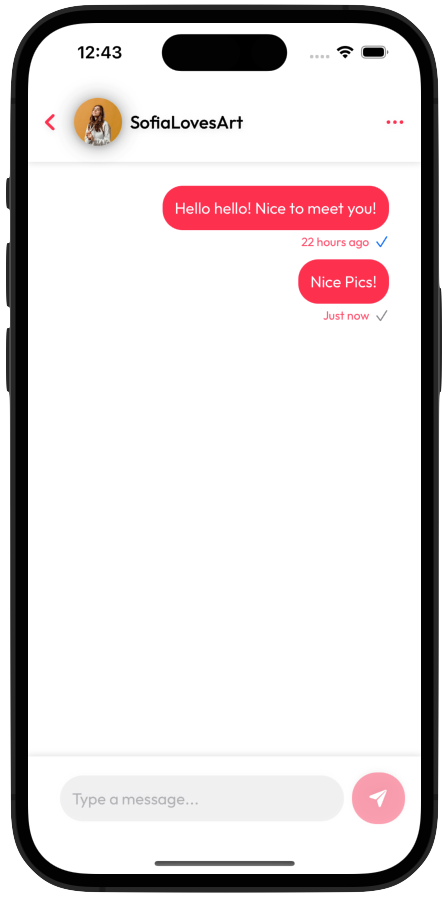 12:43
SofiaLovesArt
Hello hello! Nice to meet you!
22 hours ago
Nice Pics!
Just now
Type a message...